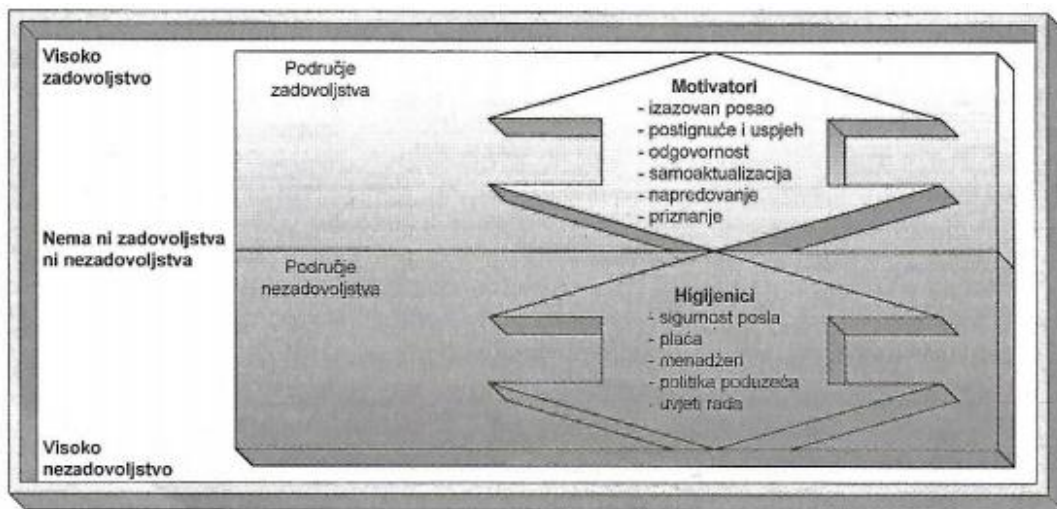 Visoko
zadovoljstvo
Područje
zadovoljstva
Motivatori
- izazovan posao
- postignuće i uspjeh
- odgovornost
- samoaktualizacija
- napredovanje
- priznanje
Nema ni zadovoljstva
ni nezadovoljstva
Područje
nezadovoljstva
Higijenici
- sigurnost posla
- plaća
- menadžeri
- politika poduzeća
- uvjeti rada
Visoko
nezadovoljstvo